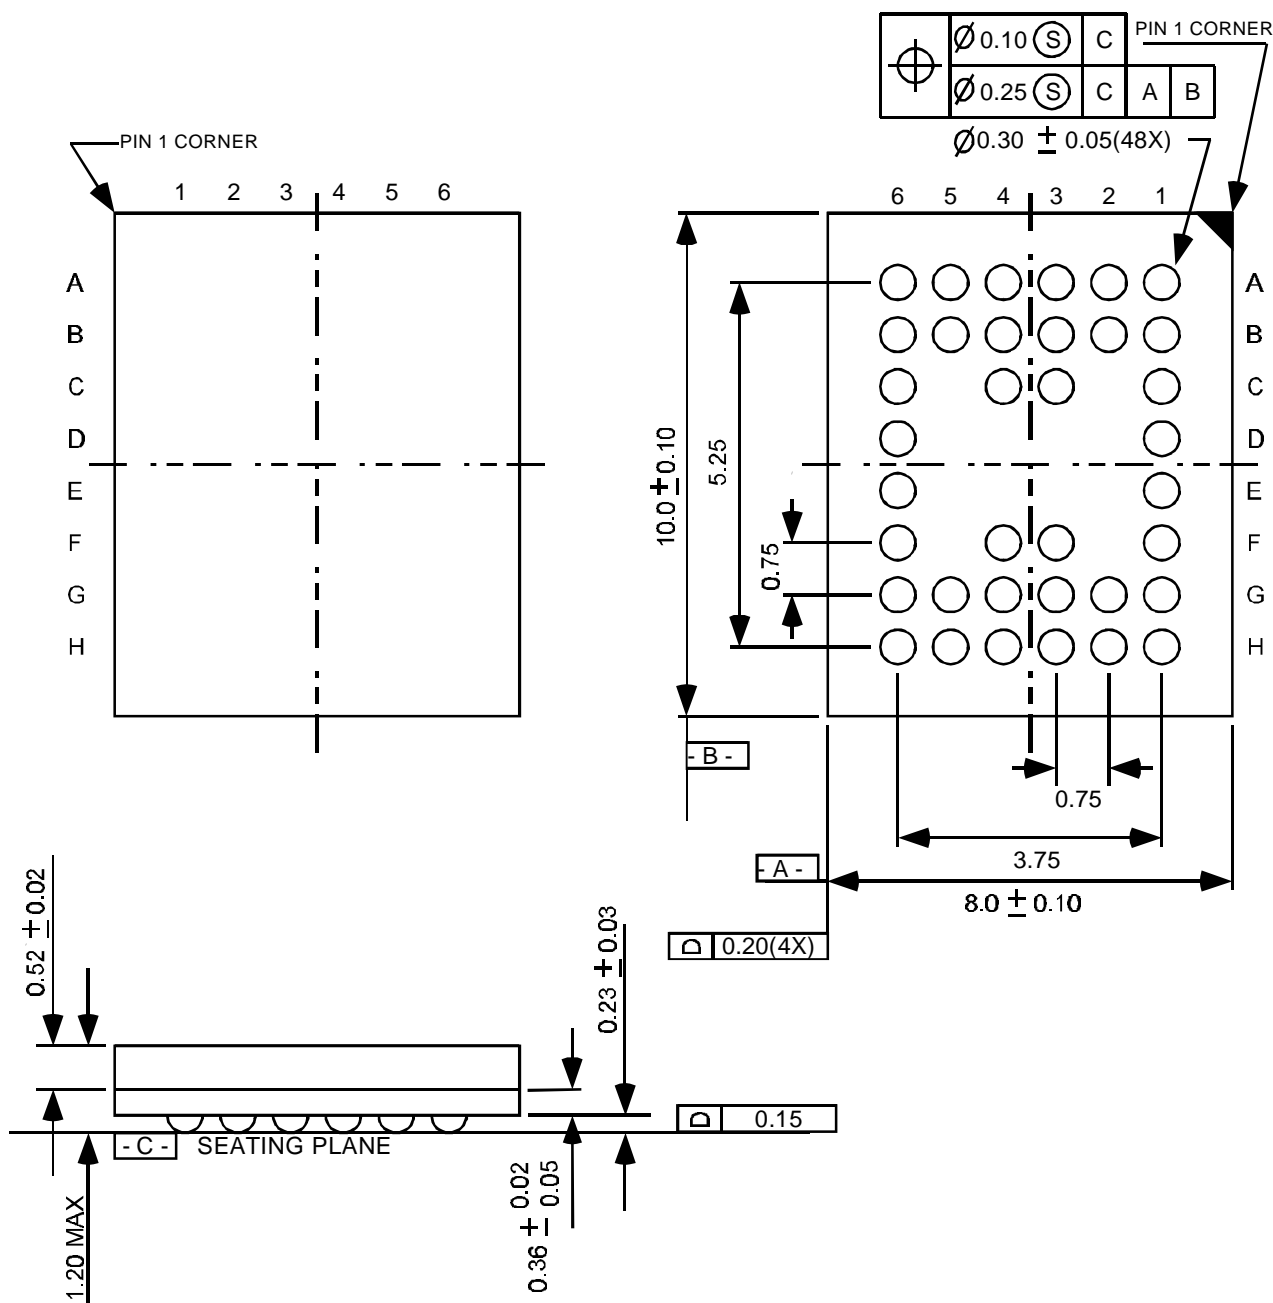 Ø 0.10 Ⓢ C
Ø 0.25 Ⓢ C A B
Ø0.30 ± 0.05(48X)
PIN 1 CORNER
PIN 1 CORNER
1 2 3 4 5 6
A
B
C
D
E
F
G
H
6 5 4 3 2 1
A
B
C
D
E
F
G
H
10.0 ± 0.10
5.25
0.75
- B -
0.75
3.75
- A -
8.0 ± 0.10
0.20(4X)
0.52 ± 0.02
0.23 ± 0.03
0.15
- C - SEATING PLANE
1.20 MAX
0.36 ± 0.02
0.05